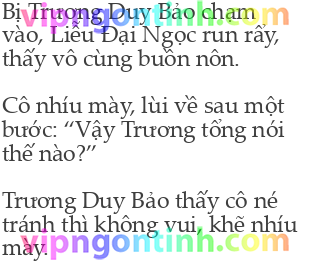 Bị Trương Duy Bảo chạm
vào, Liễu Đại Ngọc run rẩy,
thấy vô cùng buồn nôn.
Cô nhíu mày, lùi về sau một
bước: “Vậy Trương tổng nói
thế nào?”
Trương Duy Bảo thấy cô né
tránh thì không vui, khẽ nhíu
mày.
vipngontinh.com
vipngontinh.com